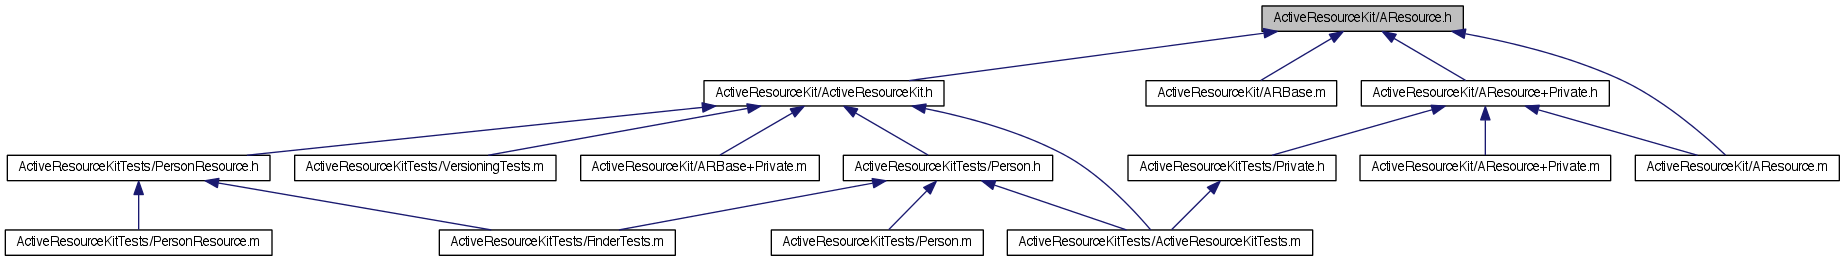 ActiveResourceKit/AResource.h
ActiveResourceKit/ActiveResourceKit.h
ActiveResourceKit/ARBase.m
ActiveResourceKit/AResource+Private.h
ActiveResourceKitTests/PersonResource.h
ActiveResourceKitTests/VersioningTests.m
ActiveResourceKit/ARBase+Private.m
ActiveResourceKitTests/Person.h
ActiveResourceKitTests/Private.h
ActiveResourceKit/AResource+Private.m
ActiveResourceKit/AResource.m
ActiveResourceKitTests/PersonResource.m
ActiveResourceKitTests/FinderTests.m
ActiveResourceKitTests/Person.m
ActiveResourceKitTests/ActiveResourceKitTests.m